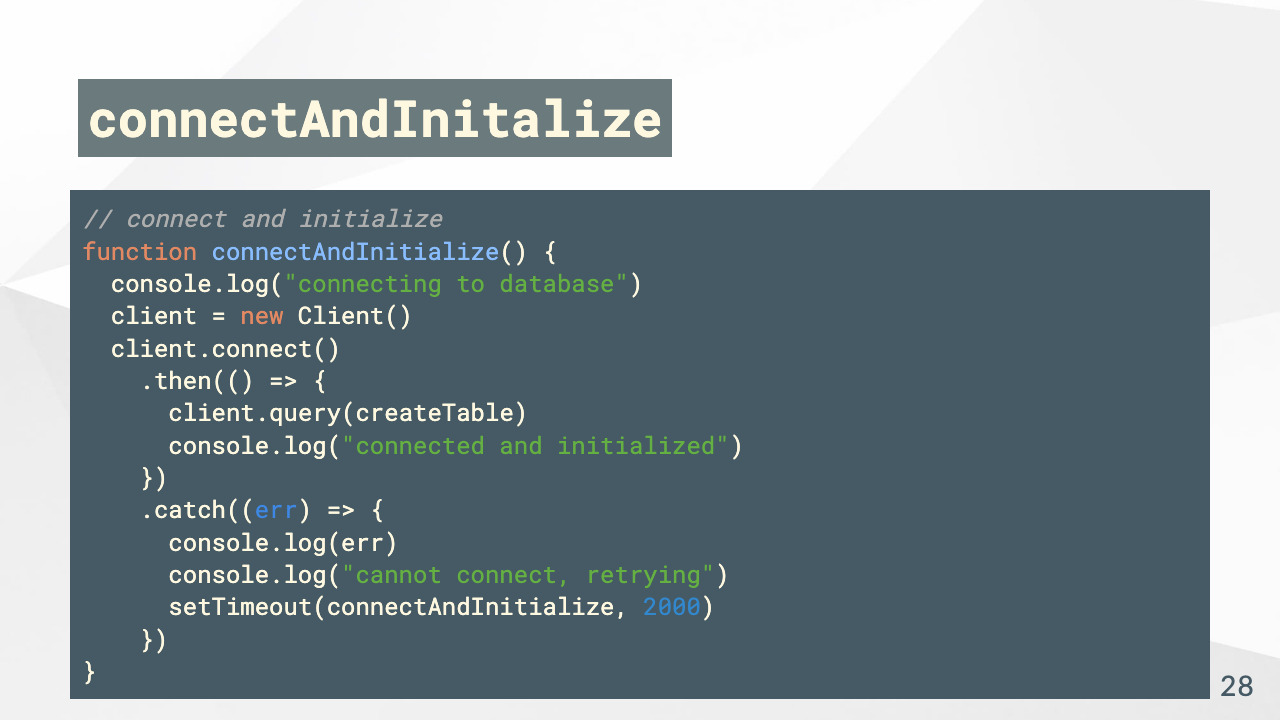 connectAndInitalize
// connect and initialize
function connectAndInitialize() {
  console.log("connecting to database")
  client = new Client()
  client.connect()
    .then(() => {
      client.query(createTable)
      console.log("connected and initialized")
    })
    .catch((err) => {
      console.log(err)
      console.log("cannot connect, retrying")
      setTimeout(connectAndInitialize, 2000)
    })
}
28